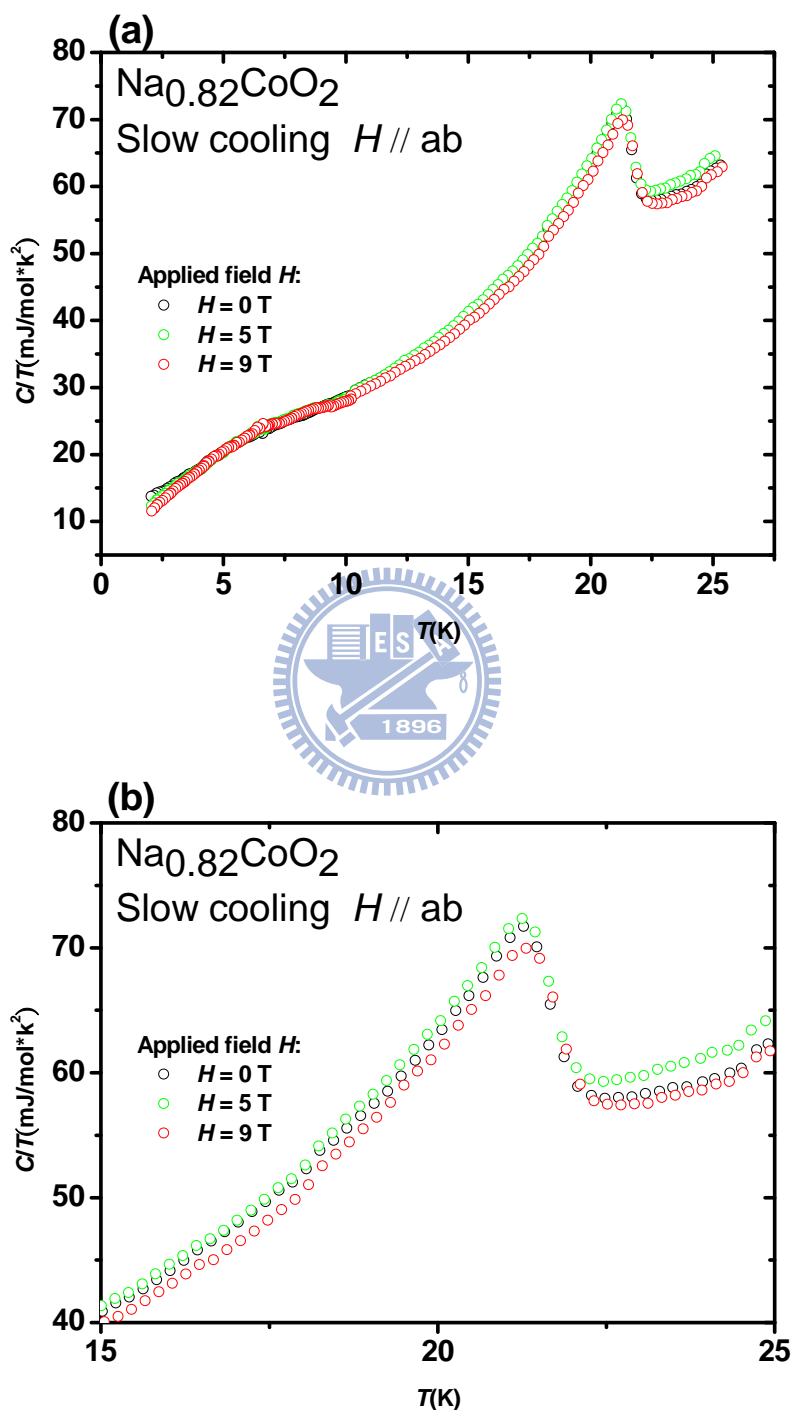 (a)
80
70
60
50
40
30
20
10
C/T(mJ/mol*k²)
Na0.82CoO2
Slow cooling H // ab
Applied field H:
H = 0 T
H = 5 T
H = 9 T
0 5 10 15 20 25
T(K)
E S A
1896
(b)
80
70
60
50
40
C/T(mJ/mol*k²)
Na0.82CoO2
Slow cooling H // ab
Applied field H:
H = 0 T
H = 5 T
H = 9 T
15 20 25
T(K)